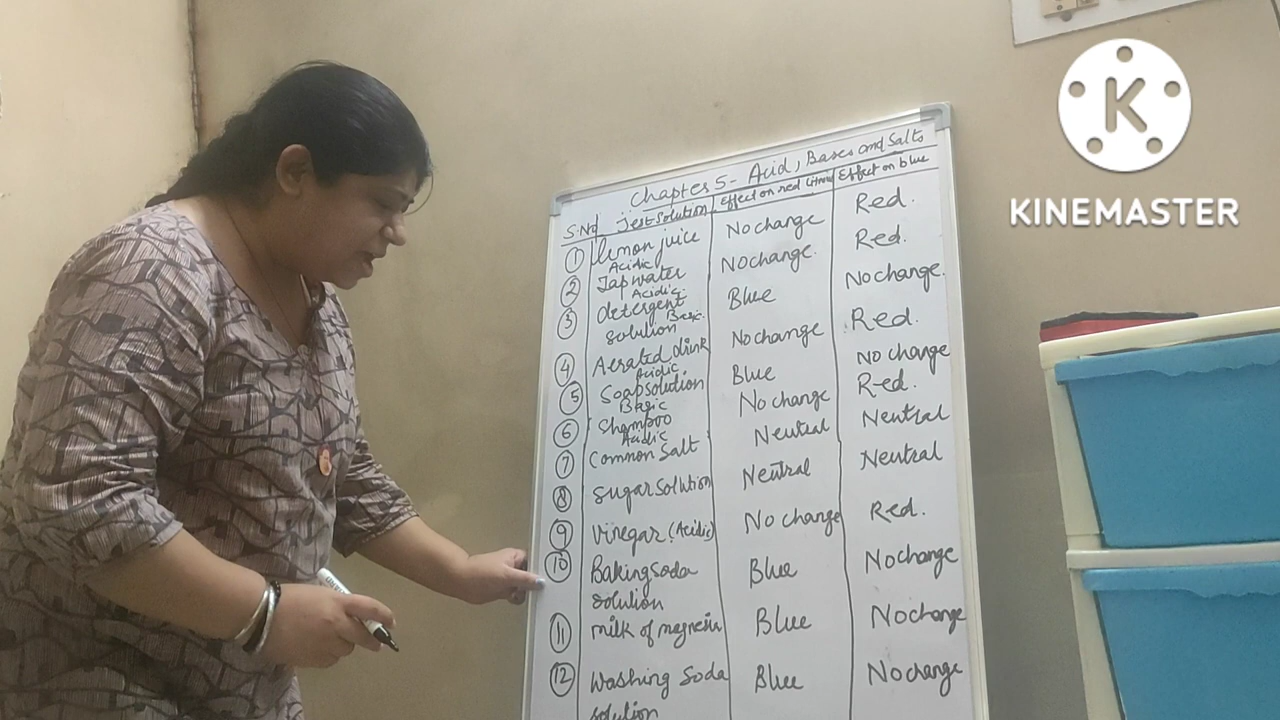 Chapter 5 - Acid, Bases and Salts
S.No Test Solution Effect on red Litmus Effect on blue
1 Lemon juice No change Red.
Acidic
2 Tap water No change. Red.
Acidic.
3 detergent Blue No change.
solution Basic.
4 Aerated drink No change Red.
Acidic
5 Soap solution Blue No change
Basic
6 Shampoo No change Red.
Acidic
7 Common Salt Neutral Neutral
8 Sugar Solution Neutral Neutral
9 Vinegar (Acidic) No change Red.
10 Baking soda Blue No change
solution
11 milk of magnesia Blue No change
12 Washing Soda Blue No change
solution
K
KINEMASTER